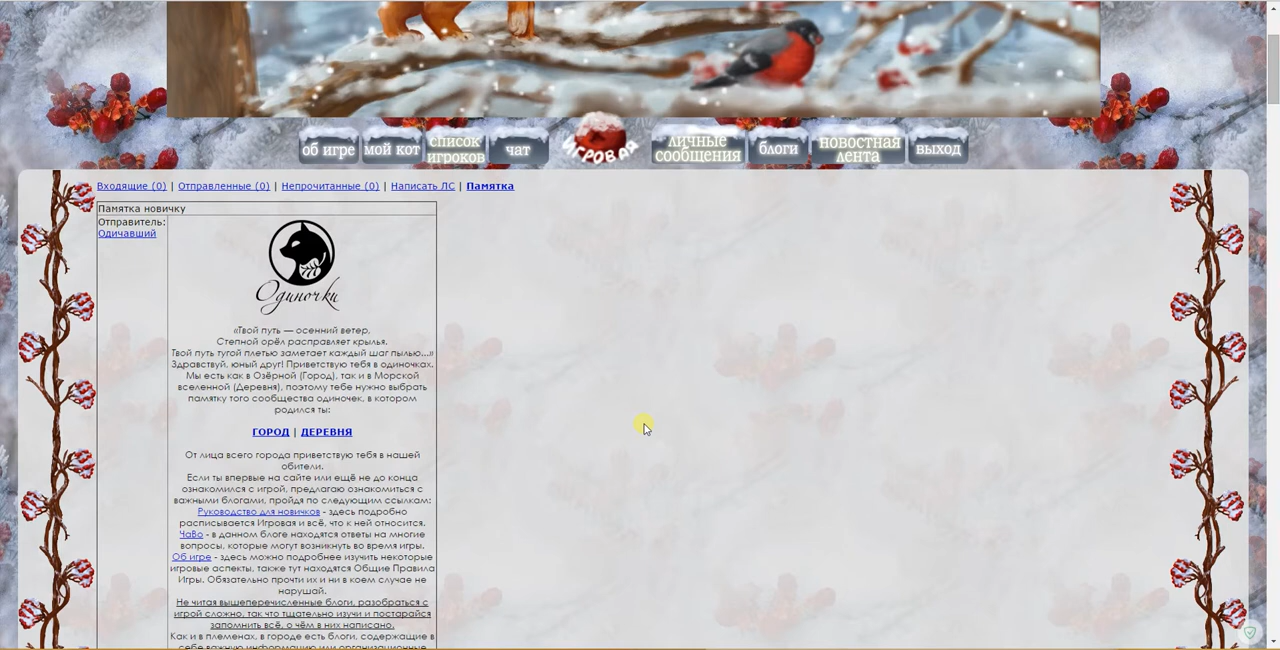 об игре
мой кот
список игроков
чат
ИГРОВАЯ
личные сообщения
блоги
новостная лента
выход
Входящие (0) | Отправленные (0) | Непрочитанные (0) | Написать ЛС | Памятка
Памятка новичку
Отправитель:
Одичавший
Одиночки
«Твой путь — осенний ветер,
Степной орёл расправляет крылья.
Твой путь тугой плетью заметает каждый шаг пылью...»
Здравствуй, юный друг! Приветствую тебя в одиночках.
Мы есть как в Озёрной (Город), так и в Морской
вселенной (Деревня), поэтому тебе нужно выбрать
памятку того сообщества одиночек, в котором
родился ты:
ГОРОД | ДЕРЕВНЯ
От лица всего города приветствую тебя в нашей
обители.
Если ты впервые на сайте или ещё не до конца
ознакомился с игрой, предлагаю ознакомиться с
важными блогами, пройдя по следующим ссылкам:
Руководство для новичков - здесь подробно
расписывается Игровая и всё, что к ней относится.
ЧаВо - в данном блоге находятся ответы на многие
вопросы, которые могут возникнуть во время игры.
Об игре - здесь можно подробнее изучить некоторые
игровые аспекты, также тут находятся Общие Правила
Игры. Обязательно прочти их и ни в коем случае не
нарушай.
Не читая вышеперечисленные блоги, разобраться с
игрой сложно, так что тщательно изучи и постарайся
запомнить всё, о чём в них написано.
Как и в племенах, в городе есть блоги, содержащие в
себе важную информацию или организационные